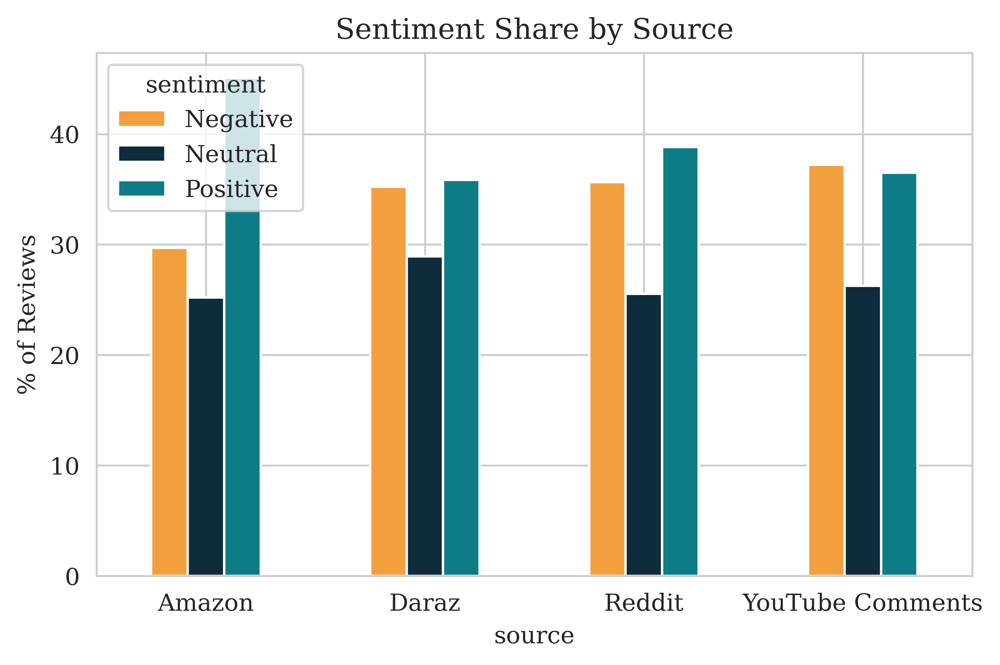 Sentiment Share by Source
sentiment
Negative
Neutral
Positive
% of Reviews
40
30
20
10
0
Amazon
Daraz
Reddit
YouTube Comments
source